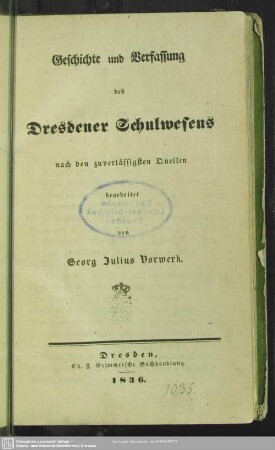 Geschichte und Verfassung
des
Dresdener Schulwesens
nach den zuverlässigsten Quellen
bearbeitet
von
Georg Julius Vorwerk.
Dresden,
Ch. F. Grimmersche Buchhandlung.
1836.
1035.